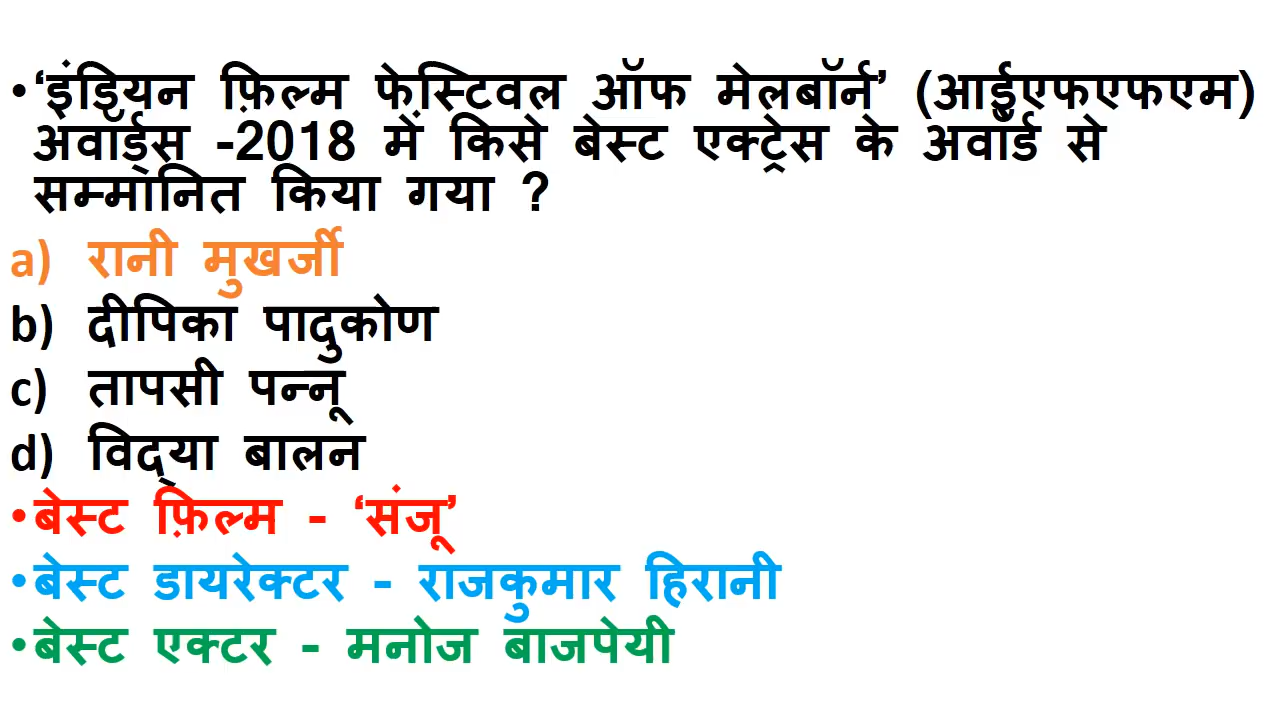 •‘इंडियन फ़िल्म फेस्टिवल ऑफ मेलबॉर्न’ (आईएफएफएम)
अवॉर्ड्स -2018 में किसे बेस्ट एक्ट्रेस के अवॉर्ड से
सम्मानित किया गया ?
a) रानी मुखर्जी
b) दीपिका पादुकोण
c) तापसी पन्नू
d) विद्या बालन
•बेस्ट फ़िल्म - ‘संजू’
•बेस्ट डायरेक्टर - राजकुमार हिरानी
•बेस्ट एक्टर - मनोज बाजपेयी